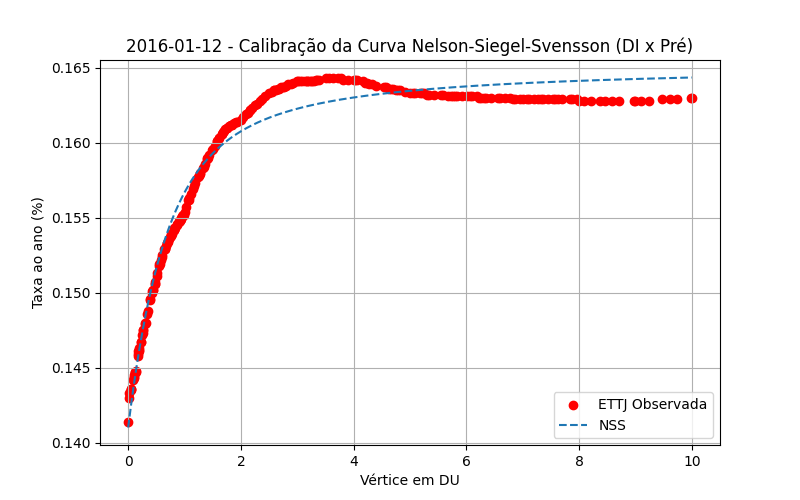 2016-01-12 - Calibração da Curva Nelson-Siegel-Svensson (DI x Pré)
Taxa ao ano (%)
0.165
0.160
0.155
0.150
0.145
0.140
ETTJ Observada
NSS
0 2 4 6 8 10
Vértice em DU